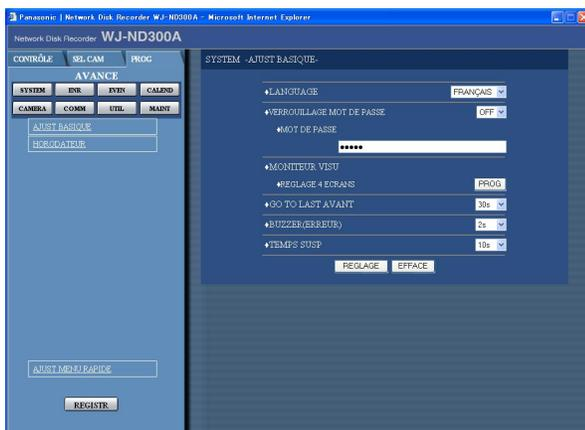 Panasonic | Network Disk Recorder WJ-ND300A - Microsoft Internet Explorer
Network Disk Recorder WJ-ND300A
CONTRÔLE SEL CAM PROG
AVANCE
SYSTEM ENR EVEN CALEND
CAMERA COMM UTIL MAINT
AJUST BASIQUE
HORODATEUR
AJUST MENU RAPIDE
REGISTR
SYSTEM -AJUST BASIQUE-
♦LANGUAGE FRANÇAIS
♦VERROUILLAGE MOT DE PASSE OFF
♦MOT DE PASSE
•••••
♦MONITEUR VISU
♦REGLAGE 4 ECRANS PROG
♦GO TO LAST AVANT 30s
♦BUZZER(ERREUR) 2s
♦TEMPS SUSP 10s
REGLAGE EFFACE